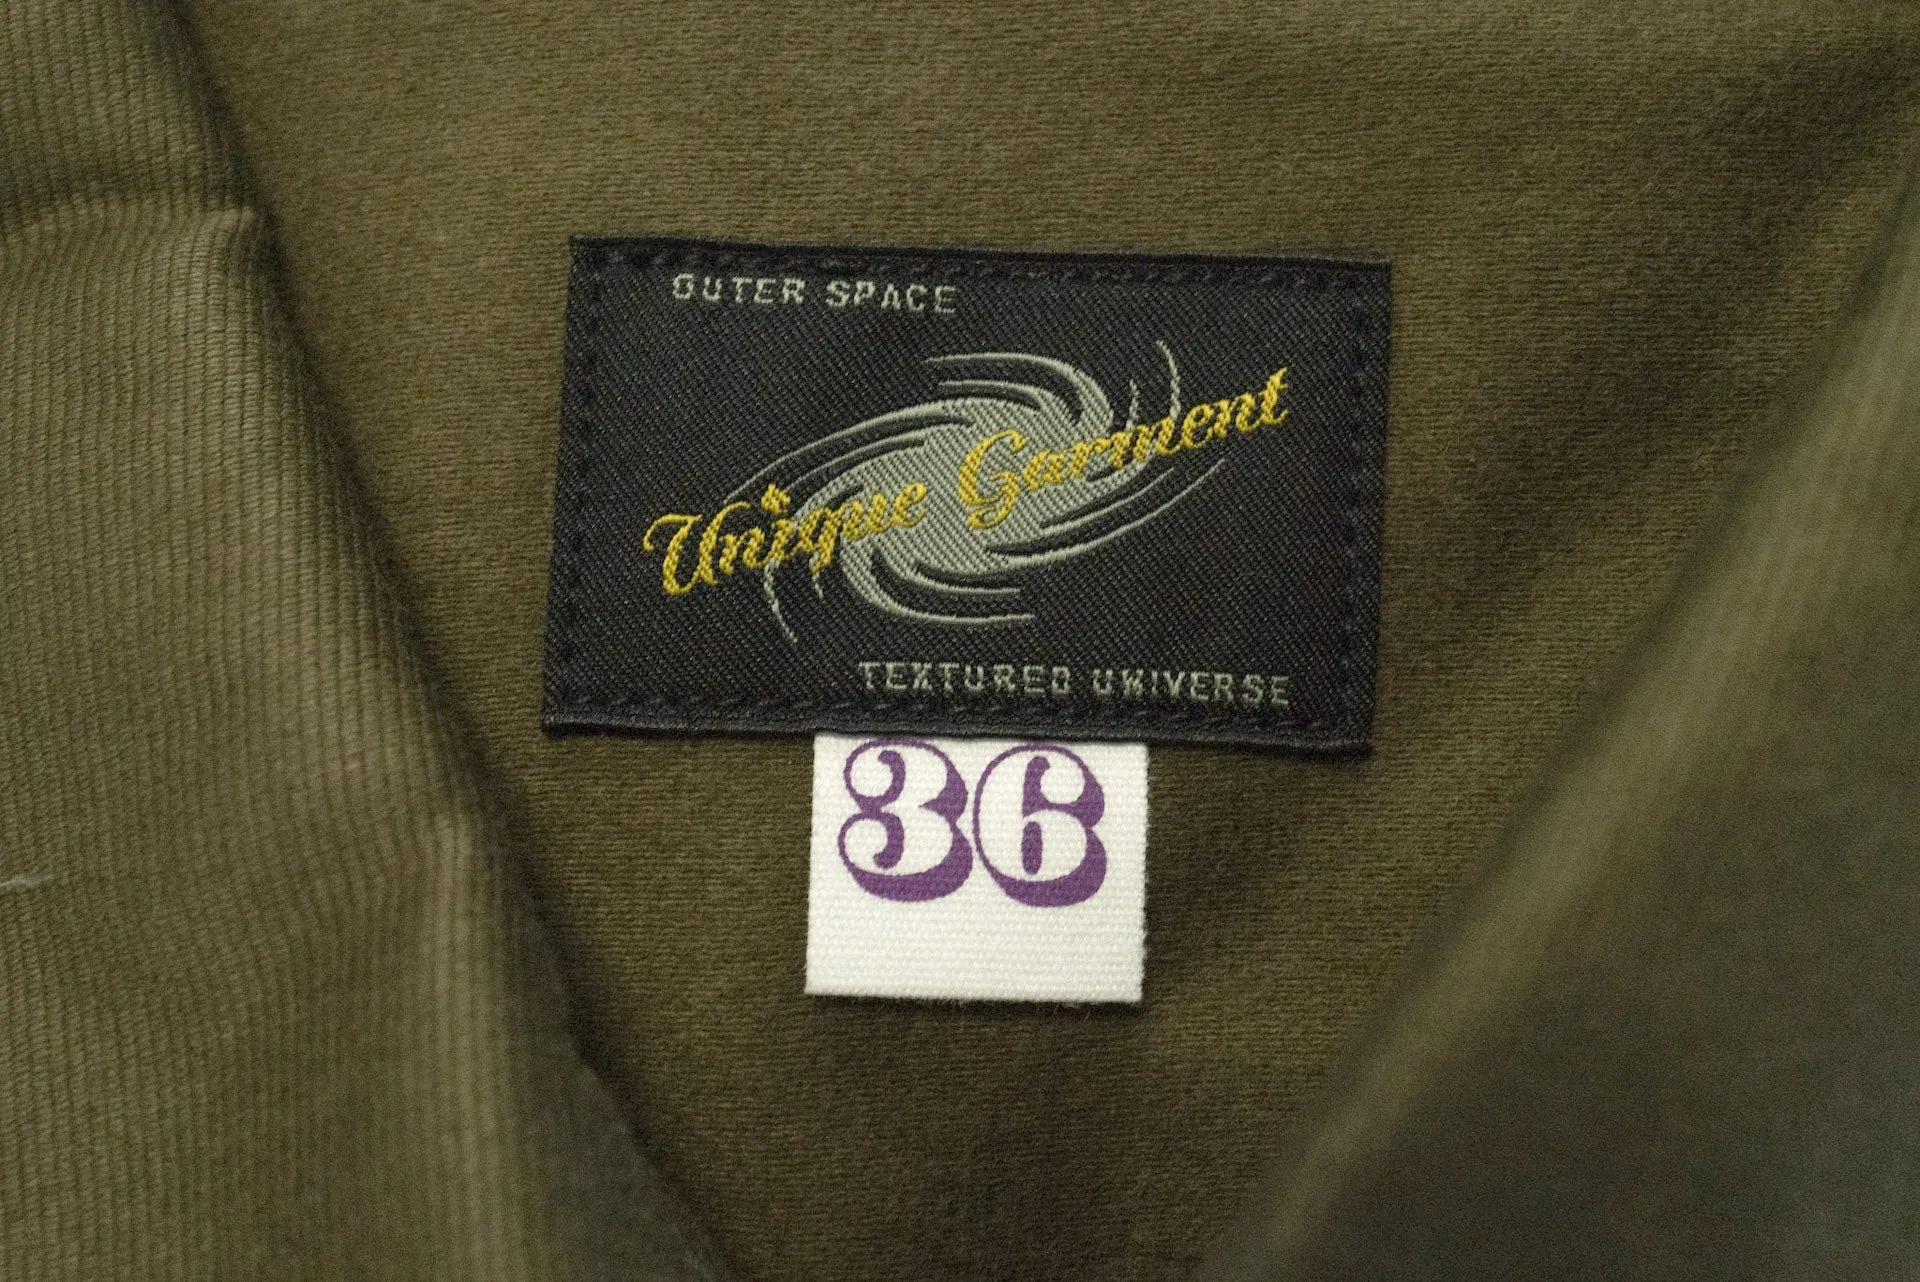 OUTER SPACE
Unique Garment
TEXTURED UNIVERSE
36